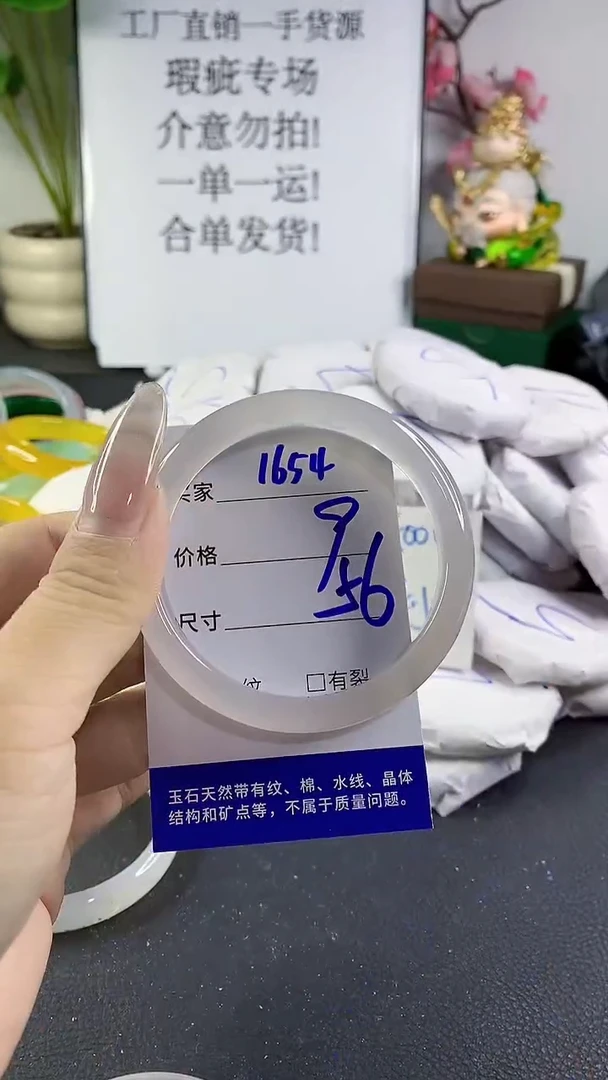 工厂直销一手货源
瑕疵专场
介意勿拍!
一单一运!
合单发货!
1654
买家
价格
9
尺寸
56
纹 □有裂
玉石天然带有纹、棉、水线、晶体
结构和矿点等，不属于质量问题。